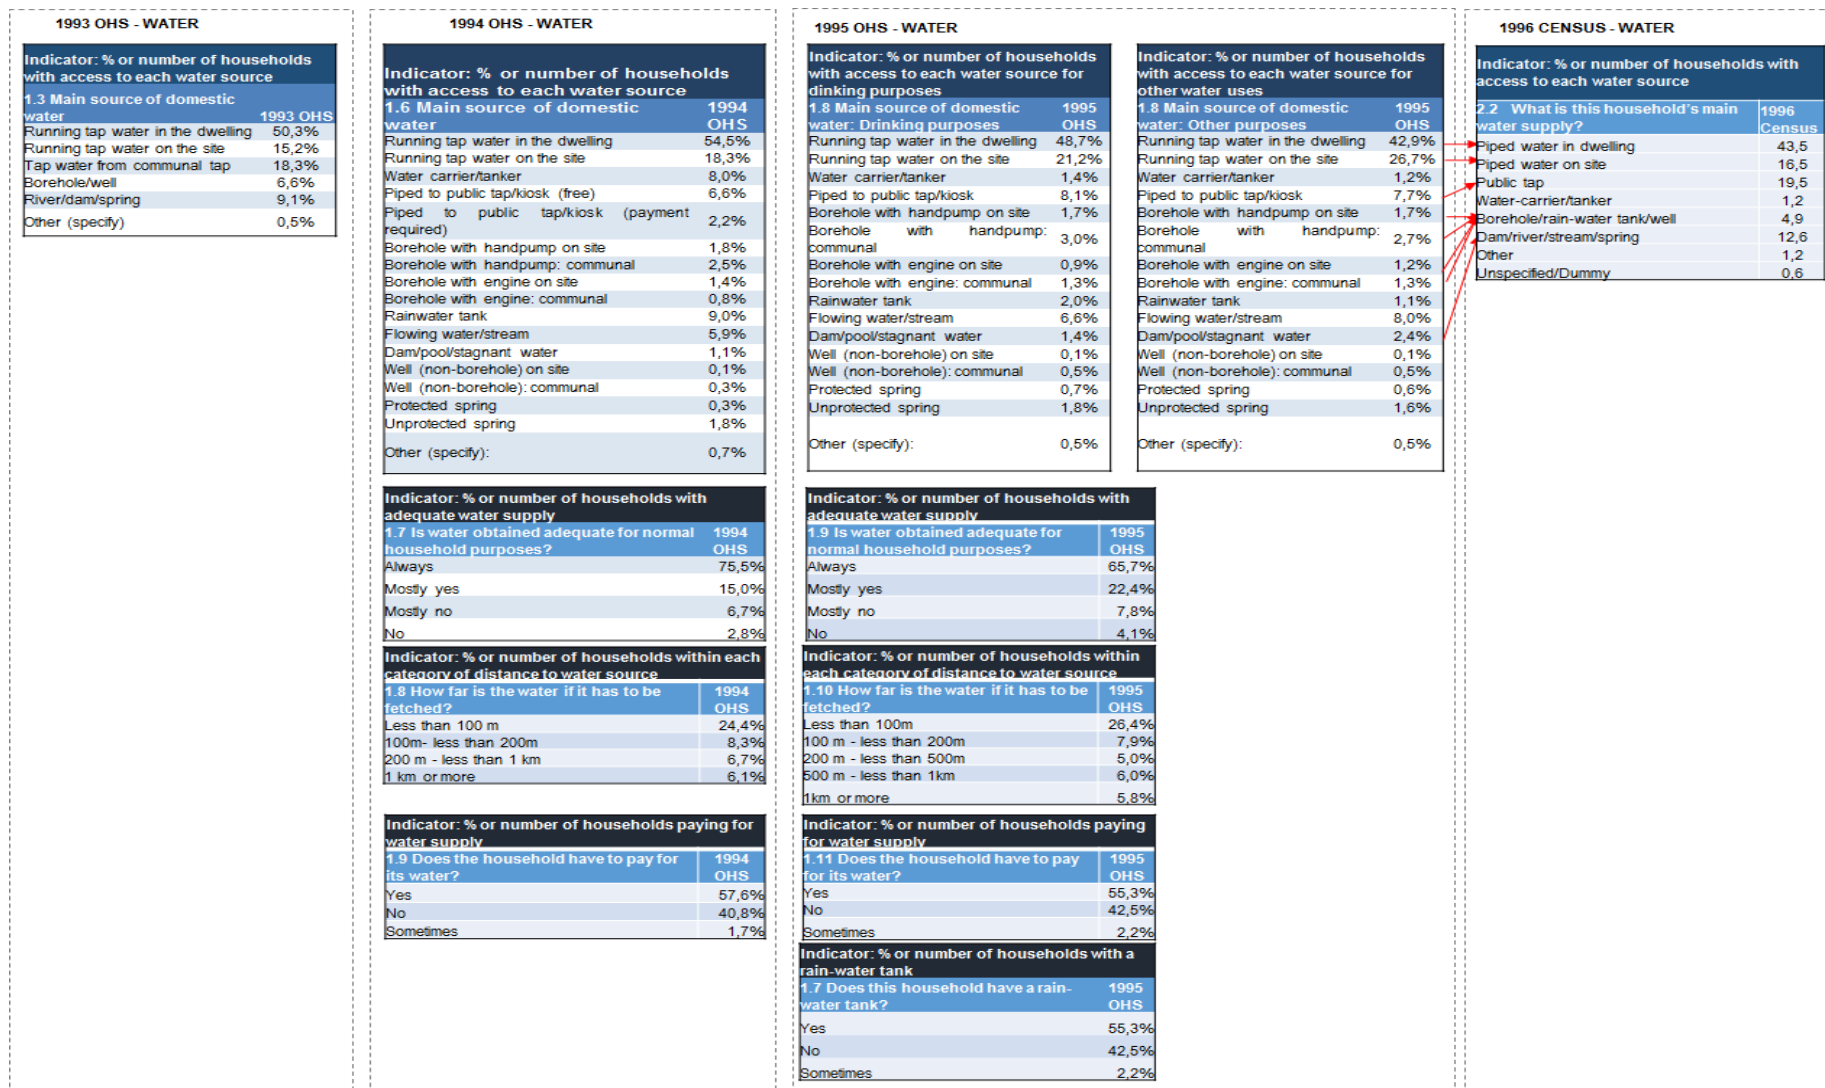 1993 OHS - WATER
Indicator: % or number of households
with access to each water source
1.3 Main source of domestic
water 1993 OHS
Running tap water in the dwelling 50,3%
Running tap water on the site 15,2%
Tap water from communal tap 18,3%
Borehole/well 6,6%
River/dam/spring 9,1%
Other (specify) 0,5%
1994 OHS - WATER
Indicator: % or number of households
with access to each water source
1.6 Main source of domestic 1994
water OHS
Running tap water in the dwelling 54,5%
Running tap water on the site 18,3%
Water carrier/tanker 8,0%
Piped to public tap/kiosk (free) 6,6%
Piped to public tap/kiosk (payment
required) 2,2%
Borehole with handpump on site 1,8%
Borehole with handpump: communal 2,5%
Borehole with engine on site 1,4%
Borehole with engine: communal 0,8%
Rainwater tank 9,0%
Flowing water/stream 5,9%
Dam/pool/stagnant water 1,1%
Well (non-borehole) on site 0,1%
Well (non-borehole): communal 0,3%
Protected spring 0,3%
Unprotected spring 1,8%
Other (specify): 0,7%
Indicator: % or number of households with
adequate water supply
1.7 Is water obtained adequate for normal 1994
household purposes? OHS
Always 75,5%
Mostly yes 15,0%
Mostly no 6,7%
No 2,8%
Indicator: % or number of households within each
category of distance to water source
1.8 How far is the water if it has to be 1994
fetched? OHS
Less than 100 m 24,4%
100m- less than 200m 8,3%
200 m - less than 1 km 6,7%
1 km or more 6,1%
Indicator: % or number of households paying for
water supply
1.9 Does the household have to pay for 1994
its water? OHS
Yes 57,6%
No 40,8%
Sometimes 1,7%
1995 OHS - WATER
Indicator: % or number of households
with access to each water source for
drinking purposes
1.8 Main source of domestic 1995
water: Drinking purposes OHS
Running tap water in the dwelling 48,7%
Running tap water on the site 21,2%
Water carrier/tanker 1,4%
Piped to public tap/kiosk 8,1%
Borehole with handpump on site 1,7%
Borehole with handpump:
communal 3,0%
Borehole with engine on site 0,9%
Borehole with engine: communal 1,3%
Rainwater tank 2,0%
Flowing water/stream 6,6%
Dam/pool/stagnant water 1,4%
Well (non-borehole) on site 0,1%
Well (non-borehole): communal 0,5%
Protected spring 0,7%
Unprotected spring 1,8%
Other (specify): 0,5%
Indicator: % or number of households
with access to each water source for
other water uses
1.8 Main source of domestic 1995
water: Other purposes OHS
Running tap water in the dwelling 42,9%
Running tap water on the site 26,7%
Water carrier/tanker 1,2%
Piped to public tap/kiosk 7,7%
Borehole with handpump on site 1,7%
Borehole with handpump:
communal 2,7%
Borehole with engine on site 1,2%
Borehole with engine: communal 1,3%
Rainwater tank 1,1%
Flowing water/stream 8,0%
Dam/pool/stagnant water 2,4%
Well (non-borehole) on site 0,1%
Well (non-borehole): communal 0,5%
Protected spring 0,6%
Unprotected spring 1,6%
Other (specify): 0,5%
Indicator: % or number of households with
adequate water supply
1.9 Is water obtained adequate for 1995
normal household purposes? OHS
Always 65,7%
Mostly yes 22,4%
Mostly no 7,8%
No 4,1%
Indicator: % or number of households within
each category of distance to water source
1.10 How far is the water if it has to be 1995
fetched? OHS
Less than 100m 26,4%
100 m - less than 200m 7,9%
200 m - less than 500m 5,0%
500 m - less than 1km 6,0%
1km or more 5,8%
Indicator: % or number of households paying
for water supply
1.11 Does the household have to pay 1995
for its water? OHS
Yes 55,3%
No 42,5%
Sometimes 2,2%
Indicator: % or number of households with a
rain-water tank
1.7 Does this household have a rain- 1995
water tank? OHS
Yes 55,3%
No 42,5%
Sometimes 2,2%
1996 CENSUS - WATER
Indicator: % or number of households with
access to each water source
2.2 What is this household's main 1996
water supply? Census
Piped water in dwelling 43,5
Piped water on site 16,5
Public tap 19,5
Water-carrier/tanker 1,2
Borehole/rain-water tank/well 4,9
Dam/river/stream/spring 12,6
Other 1,2
Unspecified/Dummy 0,6